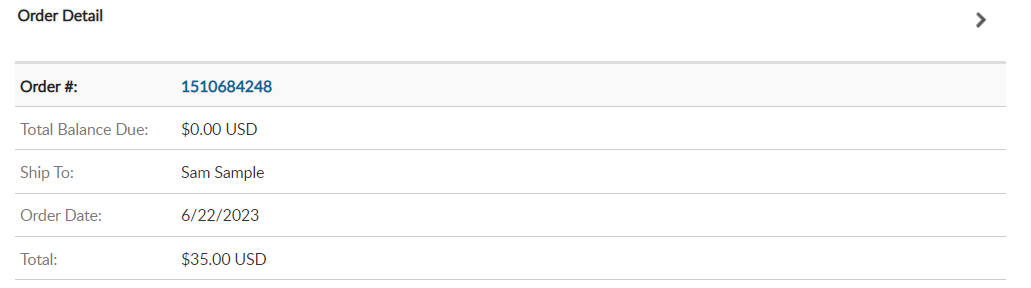 Order Detail
Order #: 1510684248
Total Balance Due: $0.00 USD
Ship To: Sam Sample
Order Date: 6/22/2023
Total: $35.00 USD